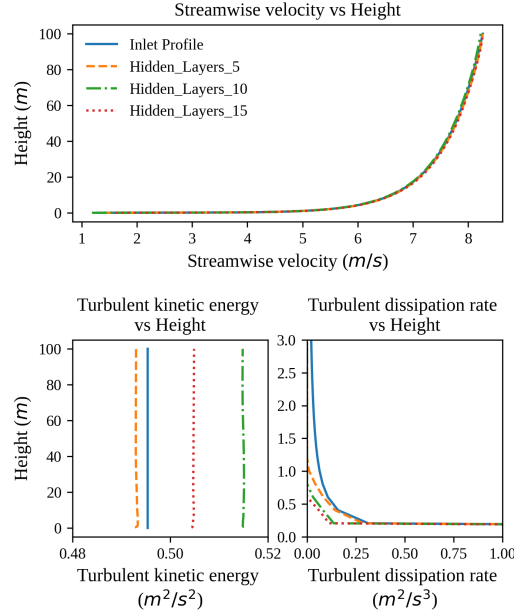 Streamwise velocity vs Height
100
80
60
40
20
0
Height (m)
Inlet Profile
Hidden_Layers_5
Hidden_Layers_10
Hidden_Layers_15
1 2 3 4 5 6 7 8
Streamwise velocity (m/s)
Turbulent kinetic energy
vs Height
100
80
60
40
20
0
Height (m)
0.48 0.50 0.52
Turbulent kinetic energy
(m²/s²)
Turbulent dissipation rate
vs Height
3.0
2.5
2.0
1.5
1.0
0.5
0.0
0.00 0.25 0.50 0.75 1.00
Turbulent dissipation rate
(m²/s³)